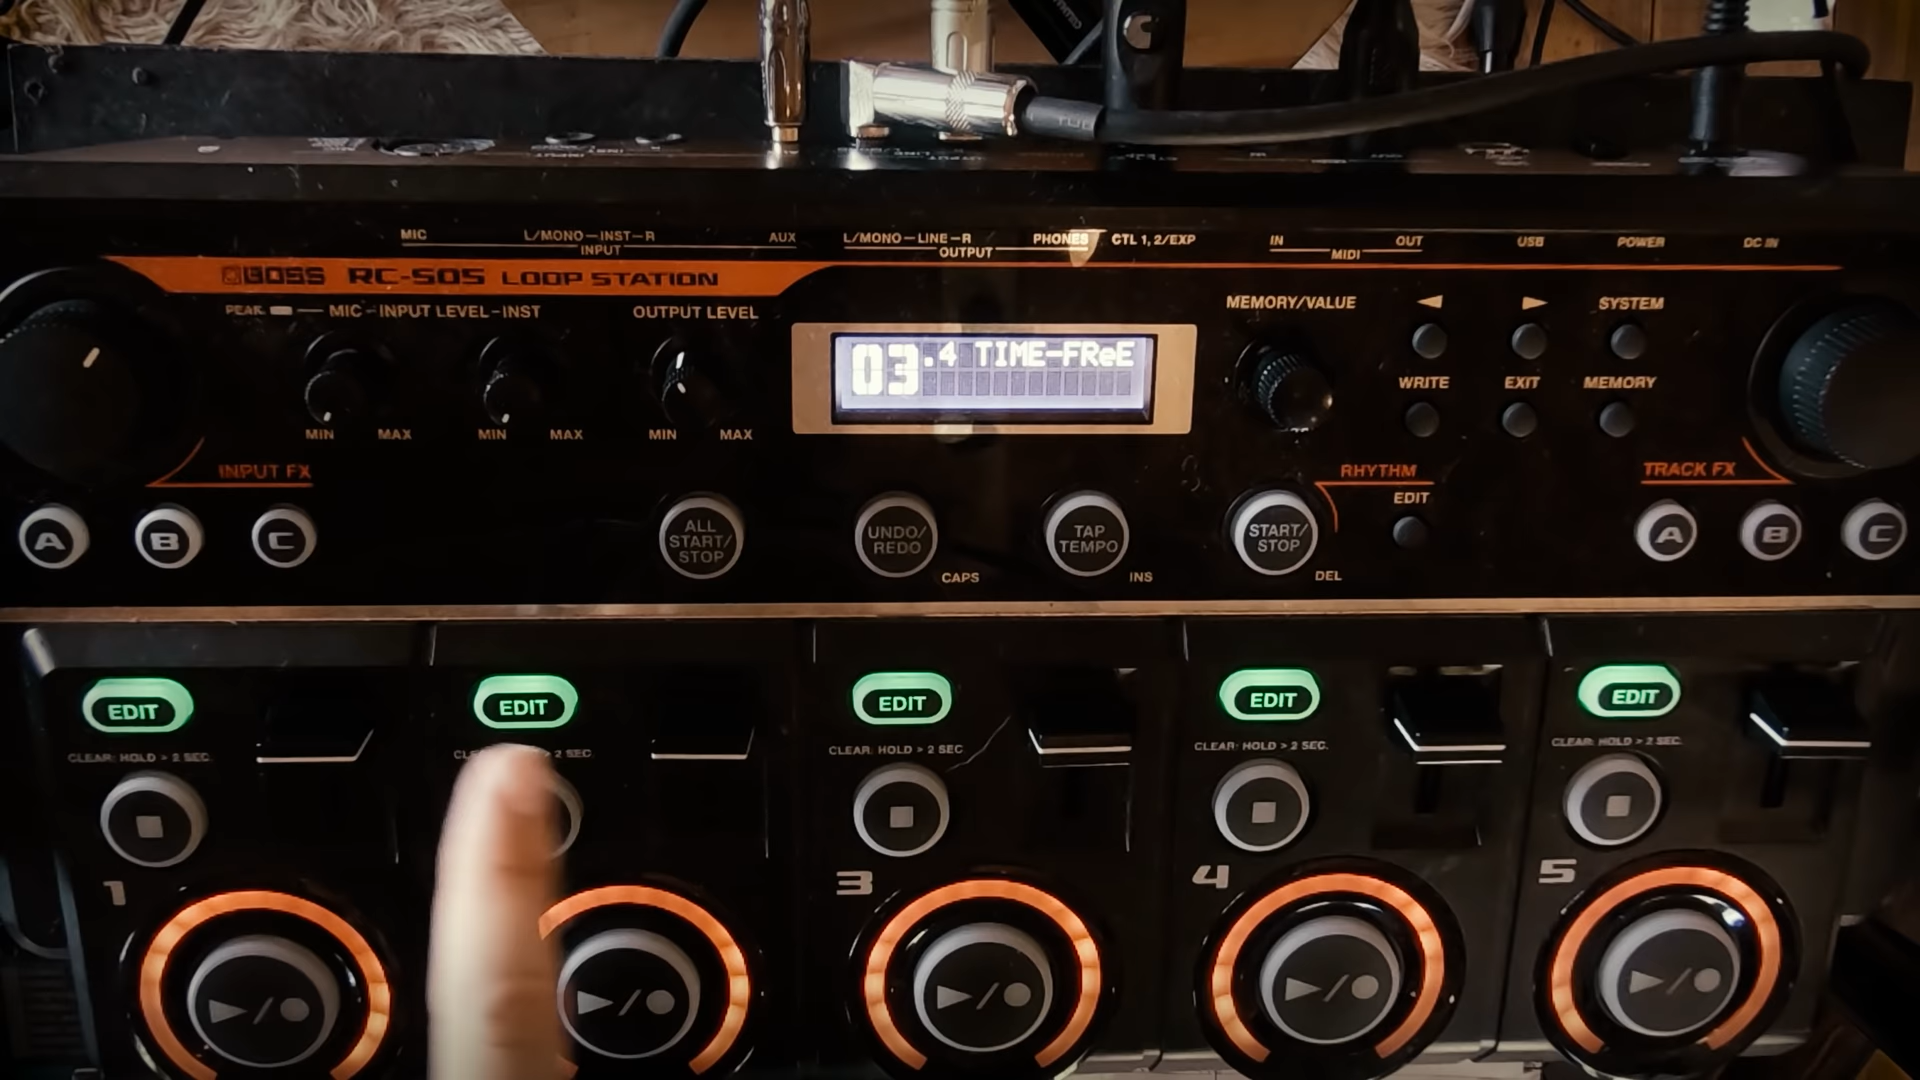 MIC L/MONO—INST—R AUX L/MONO—LINE—R PHONES CTL 1, 2/EXP IN OUT USB POWER DC IN
INPUT OUTPUT MIDI
BOSS RC-505 LOOP STATION
PEAK MIC—INPUT LEVEL—INST OUTPUT LEVEL
MEMORY/VALUE ◀ ▶ SYSTEM
03.4 TIME-FReE
WRITE EXIT MEMORY
MIN MAX MIN MAX MIN MAX
INPUT FX RHYTHM TRACK FX
EDIT
A B C ALL START/STOP UNDO/REDO TAP TEMPO START/STOP A B C
CAPS INS DEL
EDIT EDIT EDIT EDIT EDIT
CLEAR: HOLD > 2 SEC. > 2 SEC. CLEAR: HOLD > 2 SEC CLEAR: HOLD > 2 SEC. CLEAR: HOLD > 2 SEC.
1 3 4 5